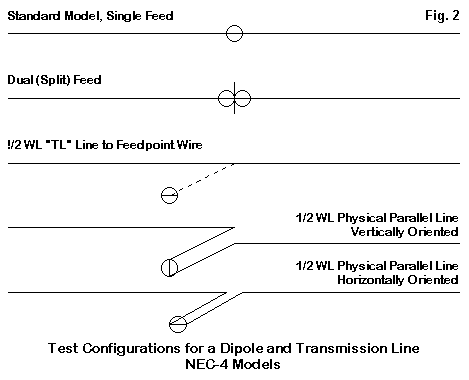 Standard Model, Single Feed
Fig. 2
Dual (Split) Feed
!/2 WL "TL" Line to Feedpoint Wire
1/2 WL Physical Parallel Line
Vertically Oriented
1/2 WL Physical Parallel Line
Horizontally Oriented
Test Configurations for a Dipole and Transmission Line
NEC-4 Models